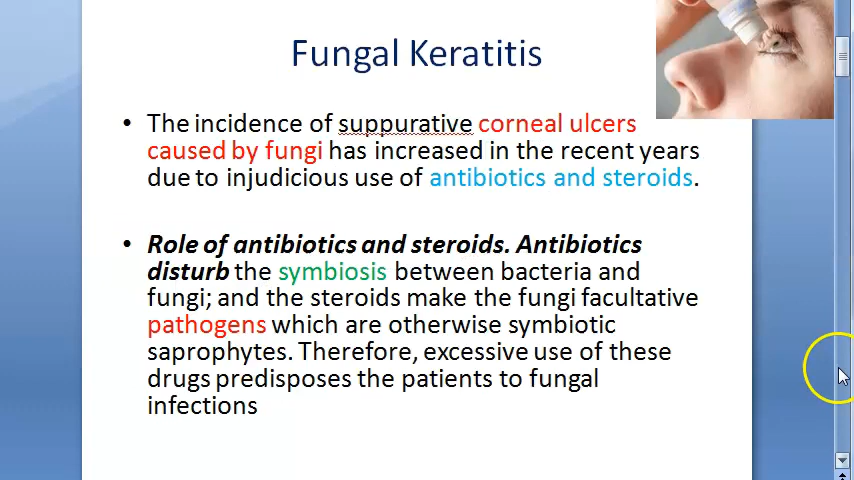 Fungal Keratitis
• The incidence of suppurative corneal ulcers
caused by fungi has increased in the recent years
due to injudicious use of antibiotics and steroids.
• Role of antibiotics and steroids. Antibiotics
disturb the symbiosis between bacteria and
fungi; and the steroids make the fungi facultative
pathogens which are otherwise symbiotic
saprophytes. Therefore, excessive use of these
drugs predisposes the patients to fungal
infections